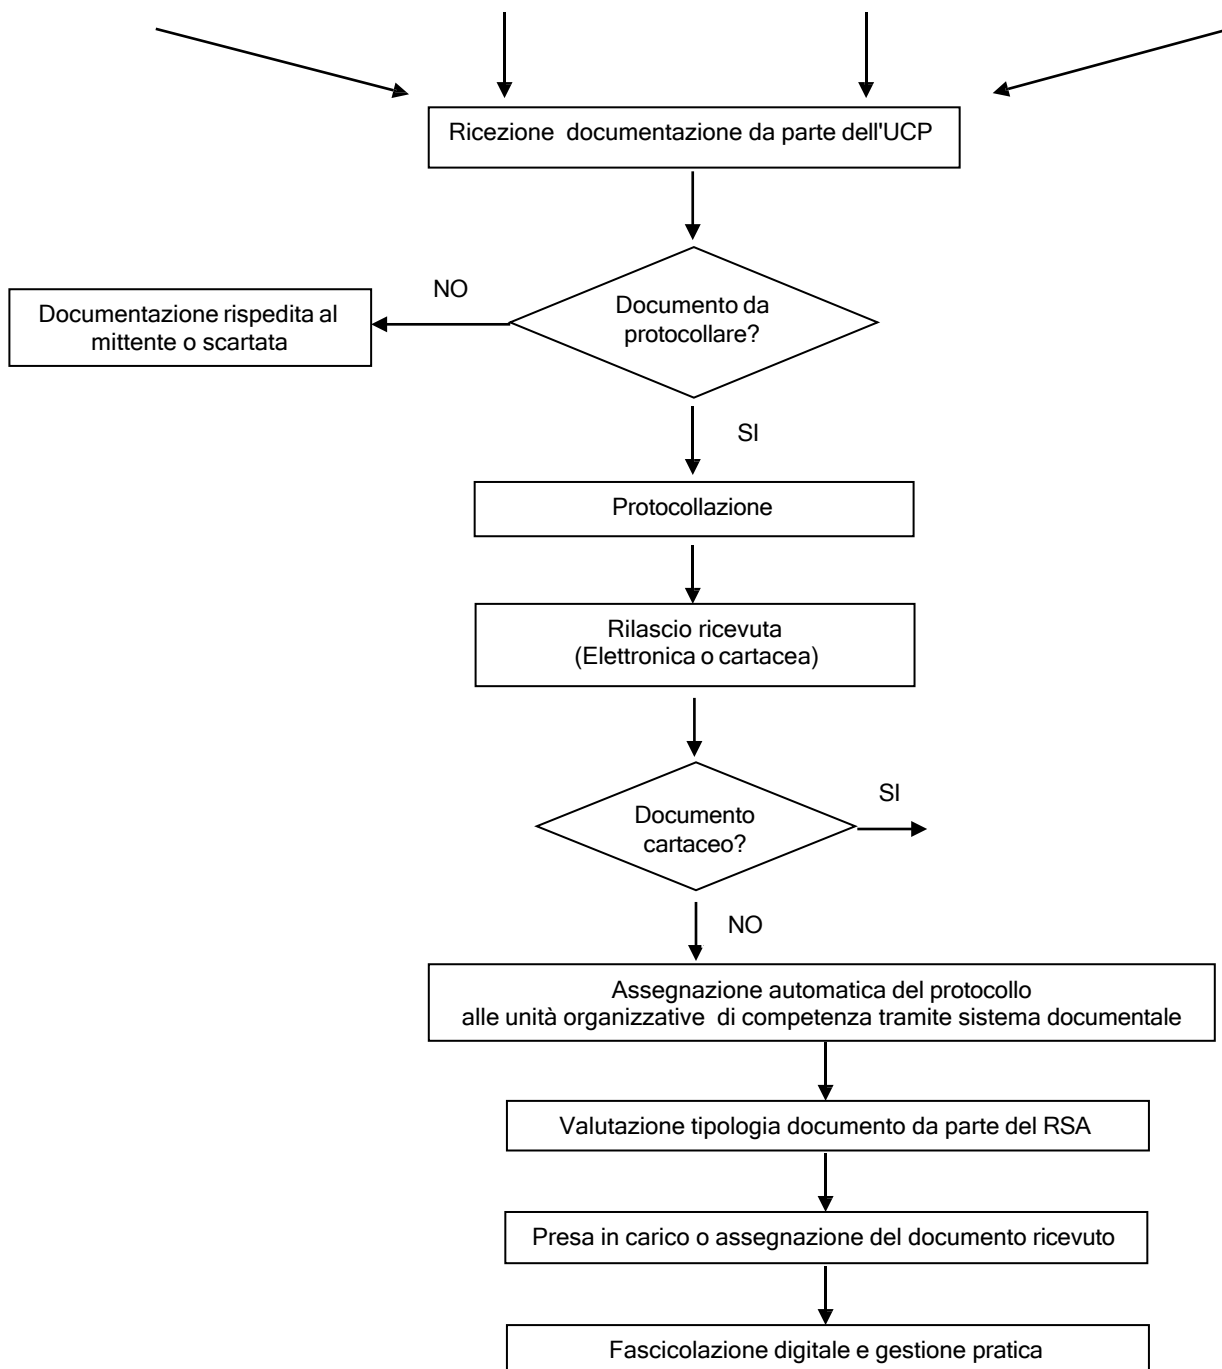 Ricezione documentazione da parte dell'UCP
NO
Documento da
protocollare?
Documentazione rispedita al
mittente o scartata
SI
Protocollazione
Rilascio ricevuta
(Elettronica o cartacea)
SI
Documento
cartaceo?
NO
Assegnazione automatica del protocollo
alle unità organizzative di competenza tramite sistema documentale
Valutazione tipologia documento da parte del RSA
Presa in carico o assegnazione del documento ricevuto
Fascicolazione digitale e gestione pratica